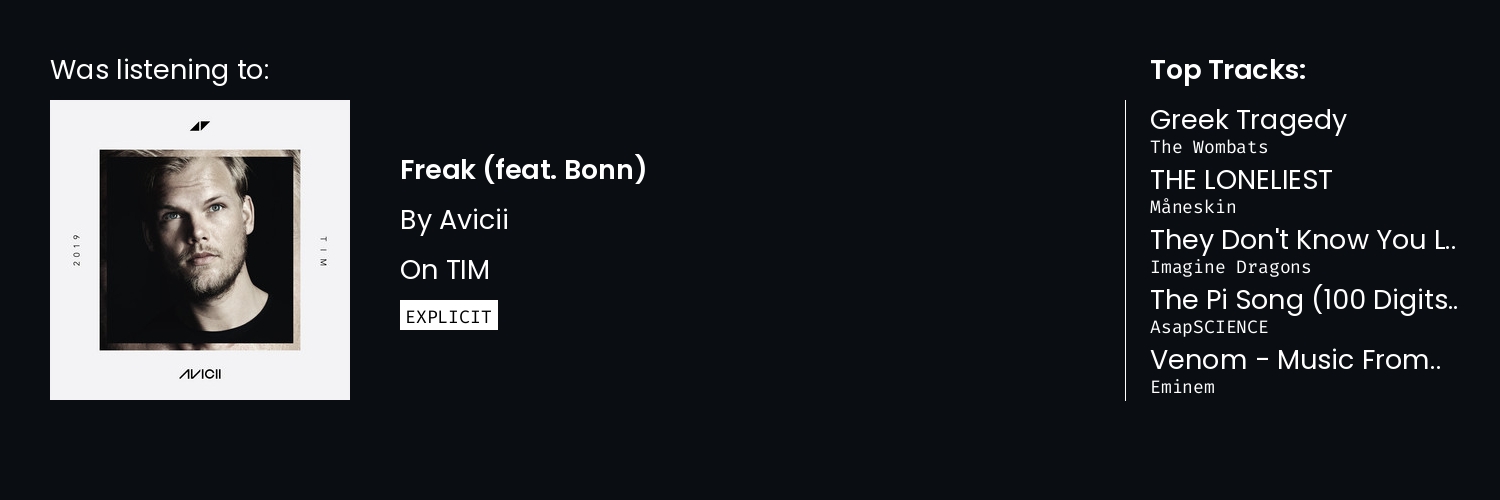 Was listening to:
2019
TIM
AVICII
Freak (feat. Bonn)
By Avicii
On TIM
EXPLICIT
Top Tracks:
Greek Tragedy
The Wombats
THE LONELIEST
Måneskin
They Don't Know You L..
Imagine Dragons
The Pi Song (100 Digits..
AsapSCIENCE
Venom - Music From..
Eminem